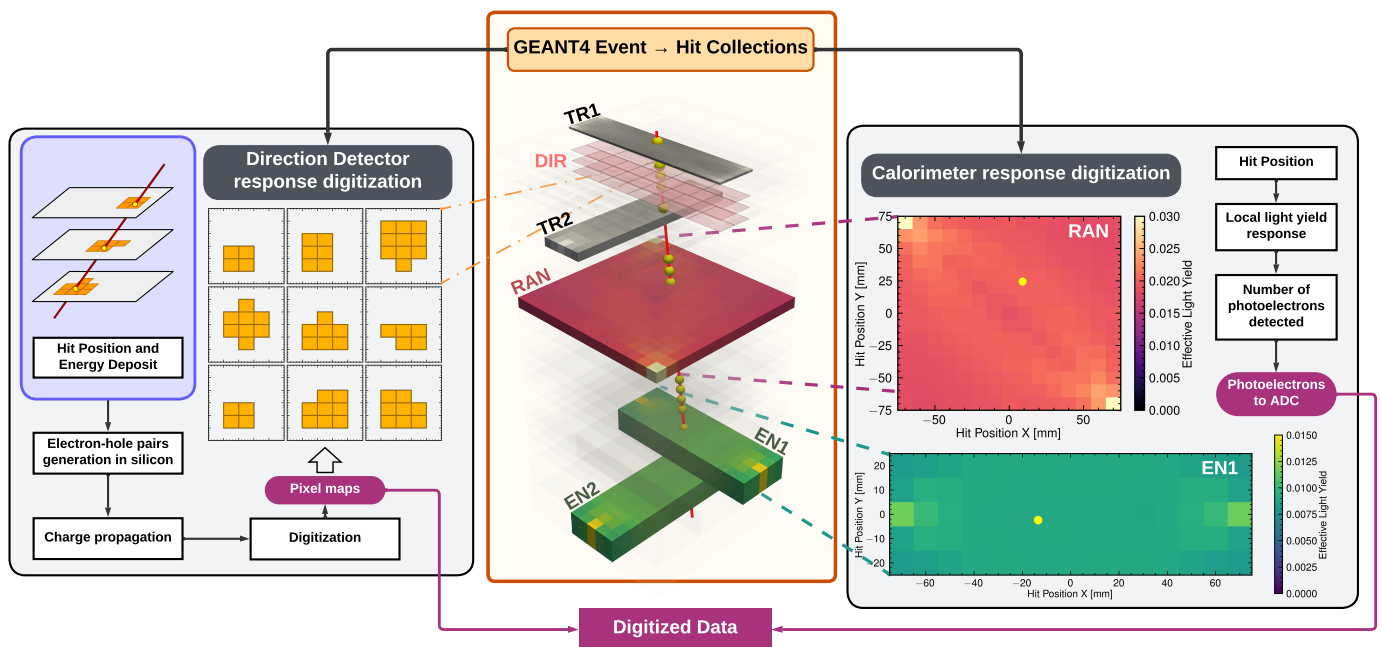 GEANT4 Event → Hit Collections
Direction Detector
response digitization
Hit Position and
Energy Deposit
Electron-hole pairs
generation in silicon
Charge propagation
Digitization
Pixel maps
TR1
DIR
TR2
RAN
EN1
EN2
Calorimeter response digitization
Hit Position
Local light yield
response
Number of
photoelectrons
detected
Photoelectrons
to ADC
RAN
75
50
25
0
−25
−50
−75
Hit Position Y [mm]
−50
0
50
Hit Position X [mm]
0.030
0.025
0.020
0.015
0.010
0.005
0.000
Effective Light Yield
EN1
20
10
0
−10
−20
Hit Position Y [mm]
−60
−40
−20
0
20
40
60
Hit Position X [mm]
0.0150
0.0125
0.0100
0.0075
0.0050
0.0025
0.0000
Effective Light Yield
Digitized Data